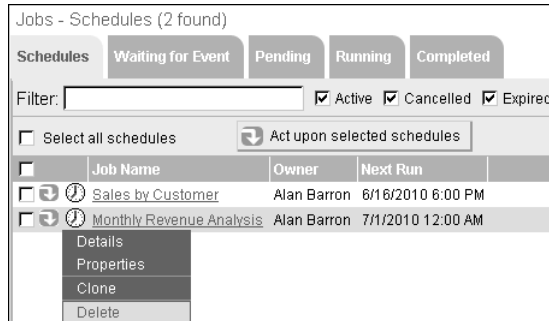 Jobs - Schedules (2 found)
Schedules Waiting for Event Pending Running Completed
Filter: Active Cancelled Expired
Select all schedules Act upon selected schedules
Job Name Owner Next Run
Sales by Customer Alan Barron 6/16/2010 6:00 PM
Monthly Revenue Analysis Alan Barron 7/1/2010 12:00 AM
Details
Properties
Clone
Delete